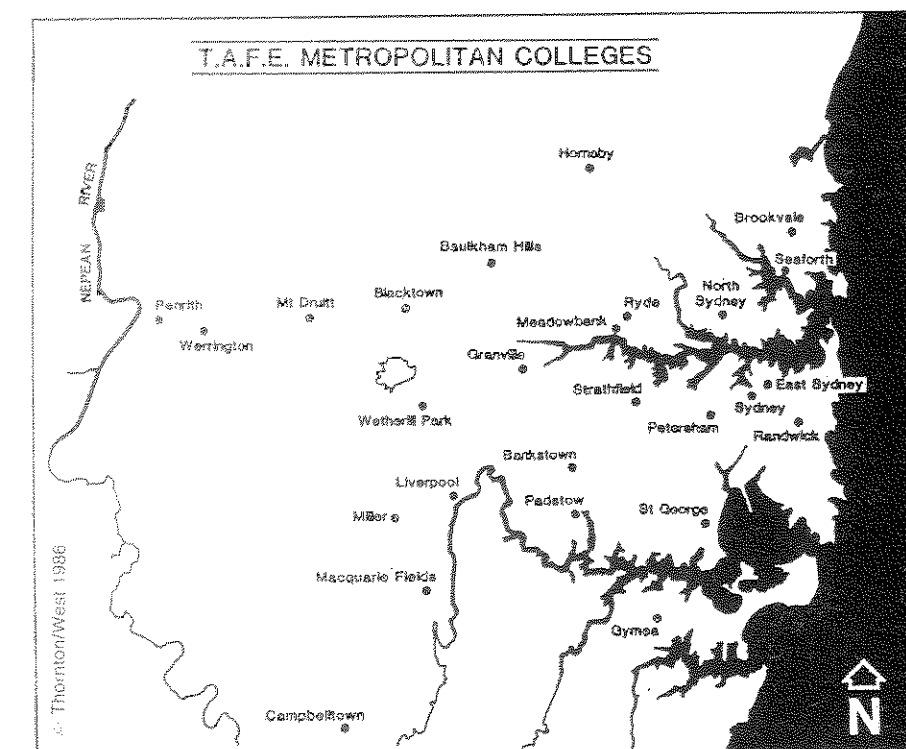 T.A.F.E. METROPOLITAN COLLEGES
Hornsby
NEPEAN RIVER
Brookvale
Baulkham Hills
Seaforth
Blacktown
North
Sydney
Penrith
Mt Druitt
Ryde
Meadowbank
Werrington
Granville
Strathfield
East Sydney
Wetherill Park
Sydney
Petersham
Randwick
Bankstown
Liverpool
Padstow
St George
Miller
Macquarie Fields
Gymea
© Thornton/West 1986
Campbelltown
N